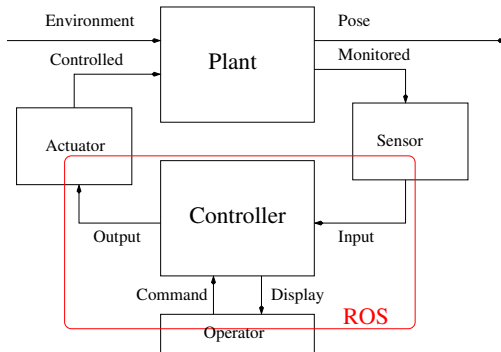 Environment
Pose
Controlled
Plant
Monitored
Actuator
Sensor
Controller
Output
Input
Command
Display
ROS
Operator